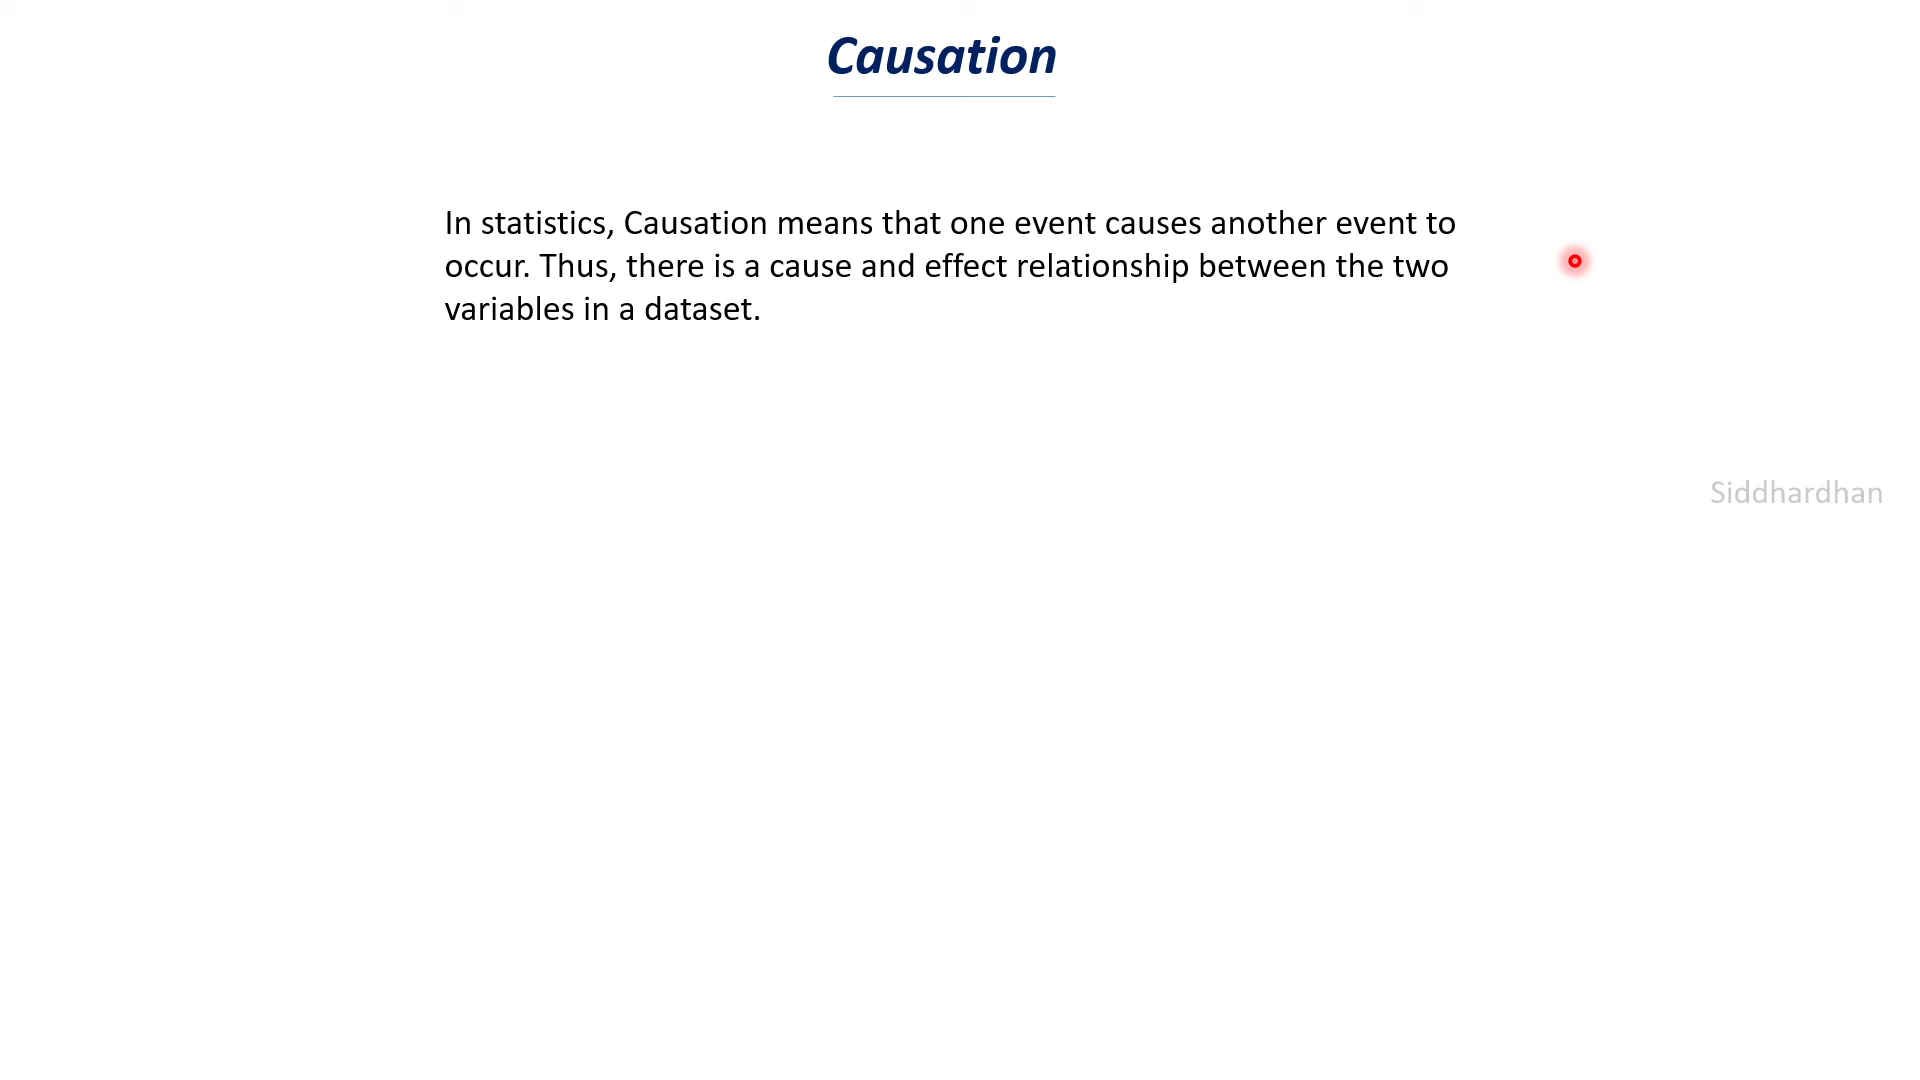 Causation
In statistics, Causation means that one event causes another event to
occur. Thus, there is a cause and effect relationship between the two
variables in a dataset.
Siddhardhan